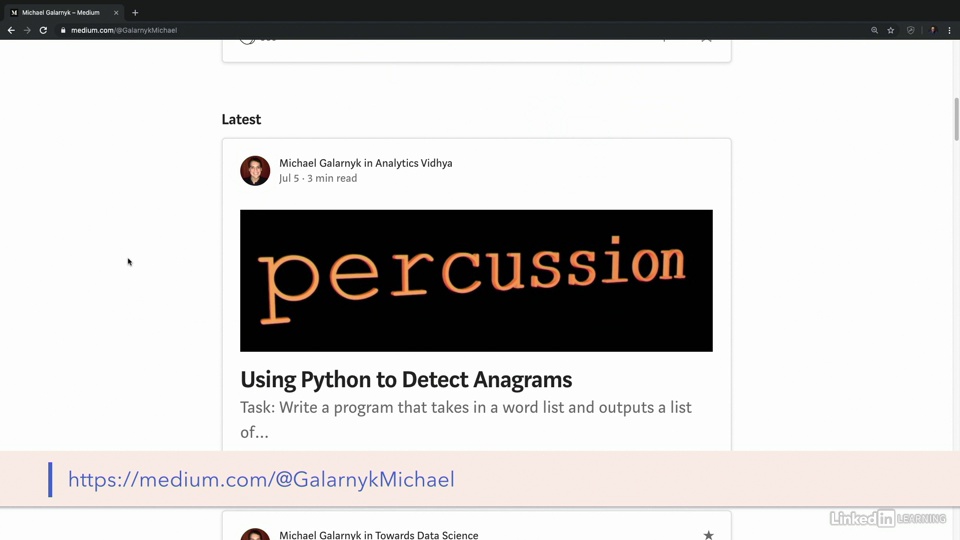 Michael Galarnyk – Medium
medium.com/@GalarnykMichael
Latest
Michael Galarnyk in Analytics Vidhya
Jul 5 · 3 min read
percussion
Using Python to Detect Anagrams
Task: Write a program that takes in a word list and outputs a list
of...
https://medium.com/@GalarnykMichael
LinkedIn LEARNING
Michael Galarnyk in Towards Data Science